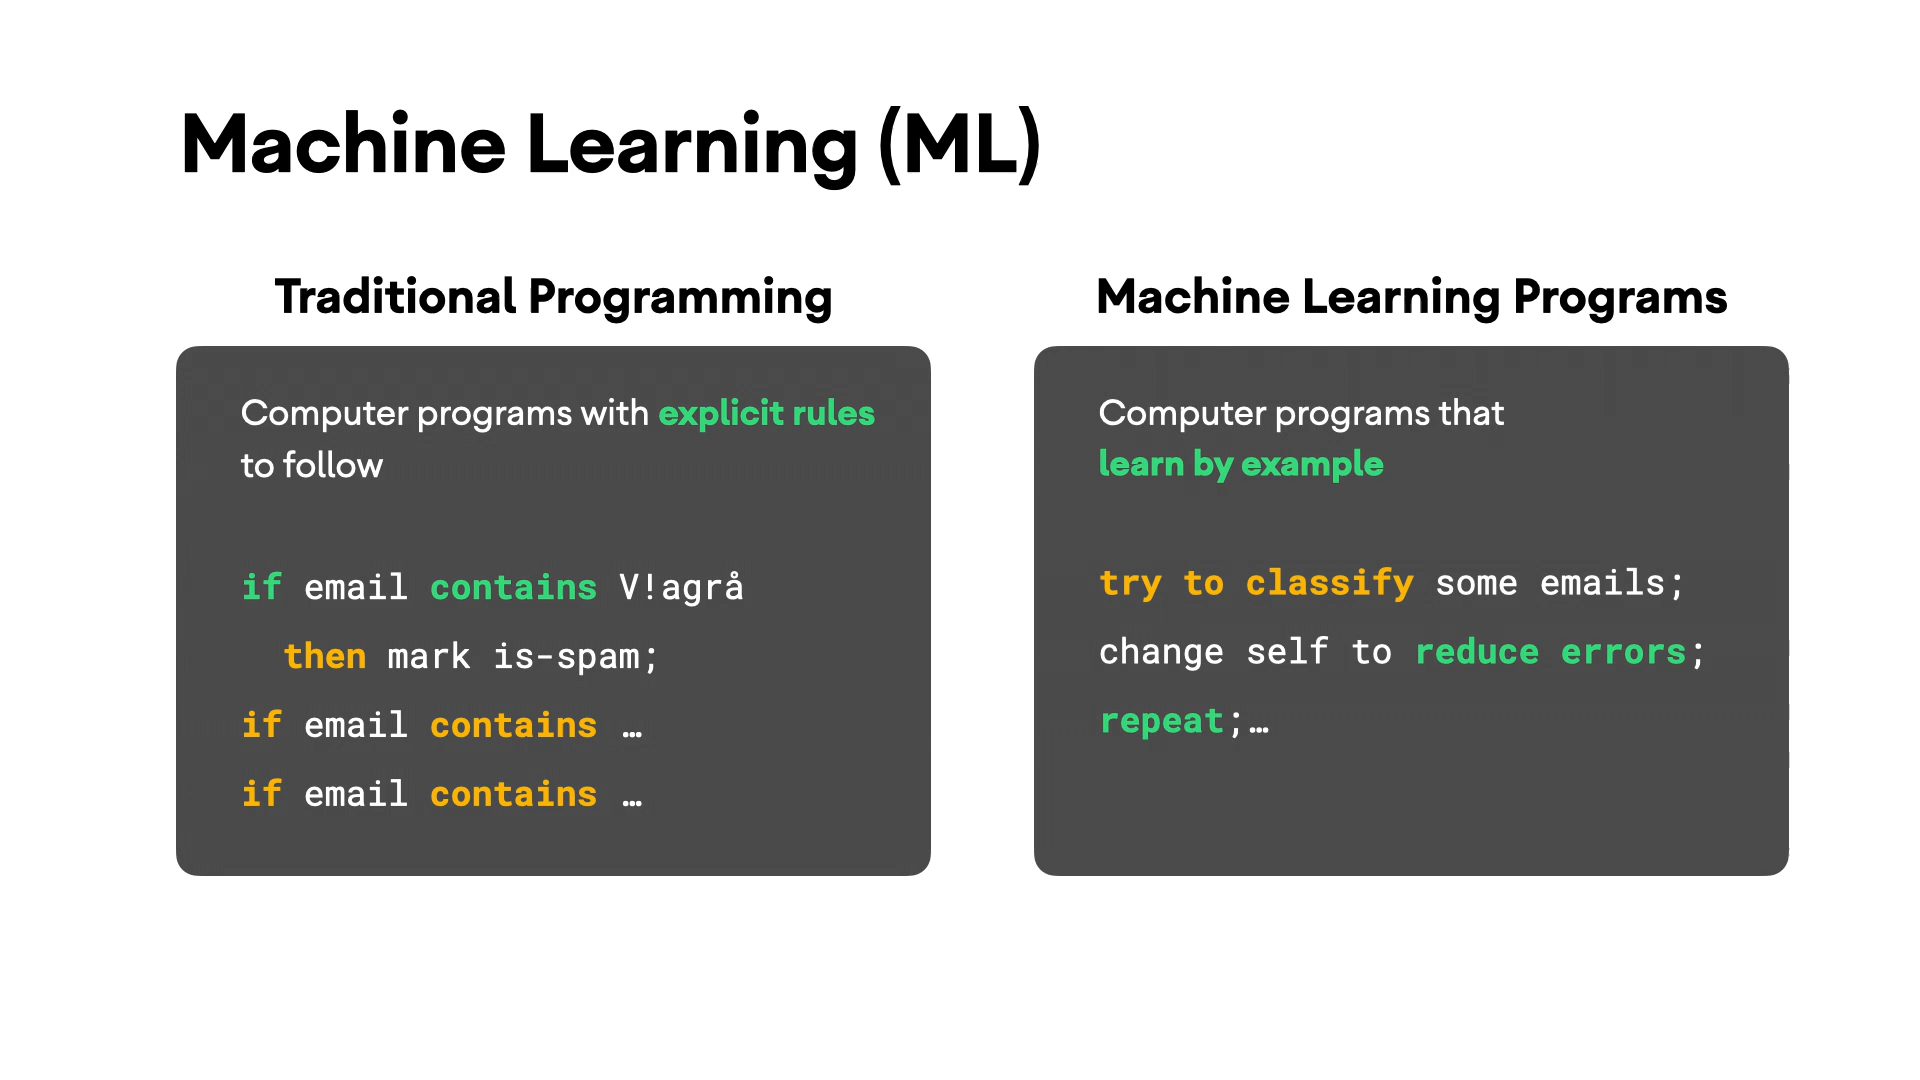 Machine Learning (ML)
Traditional Programming
Computer programs with explicit rules
to follow
if email contains V!agrå
then mark is-spam;
if email contains …
if email contains …
Machine Learning Programs
Computer programs that
learn by example
try to classify some emails;
change self to reduce errors;
repeat;…